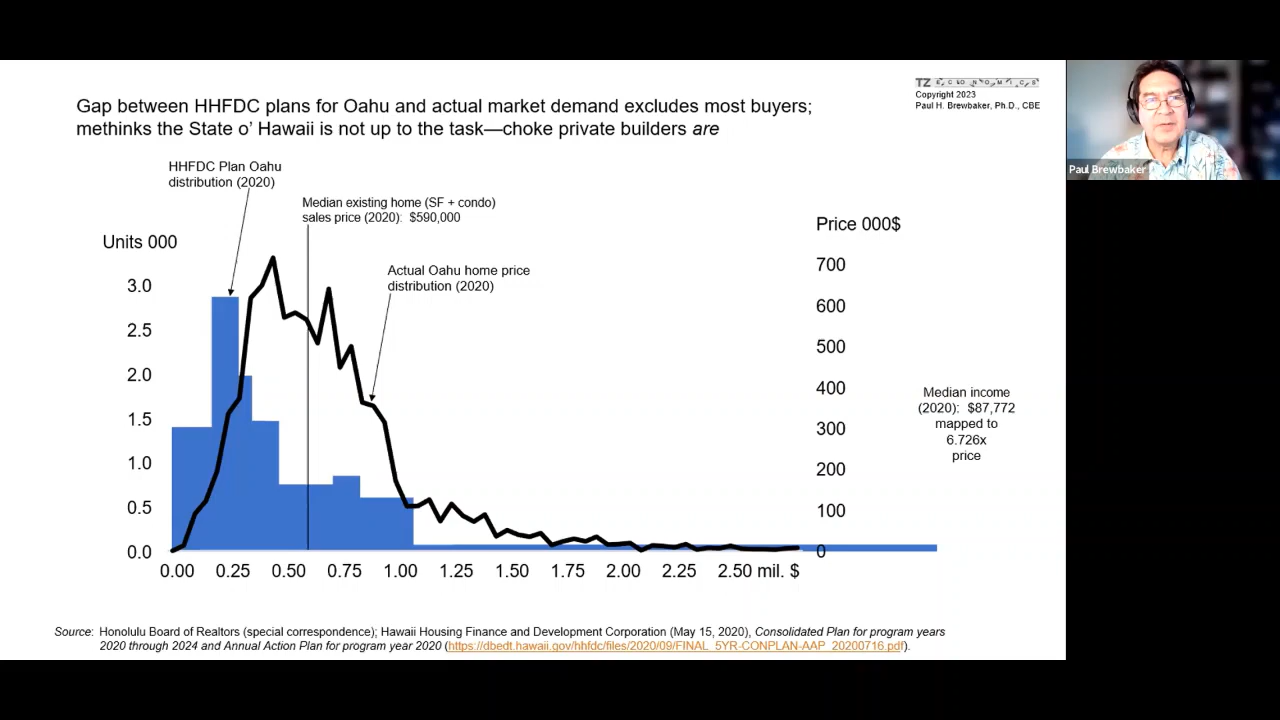 Gap between HHFDC plans for Oahu and actual market demand excludes most buyers;
methinks the State o’ Hawaii is not up to the task—choke private builders are
TZ ECONOMICS
Copyright 2023
Paul H. Brewbaker, Ph.D., CBE
Paul Brewbaker
HHFDC Plan Oahu
distribution (2020)
Median existing home (SF + condo)
sales price (2020): $590,000
Actual Oahu home price
distribution (2020)
Units 000
3.0
2.5
2.0
1.5
1.0
0.5
0.0
Price 000$
700
600
500
400
300
200
100
0
Median income
(2020): $87,772
mapped to
6.726x
price
0.00 0.25 0.50 0.75 1.00 1.25 1.50 1.75 2.00 2.25 2.50 mil. $
Source: Honolulu Board of Realtors (special correspondence); Hawaii Housing Finance and Development Corporation (May 15, 2020), Consolidated Plan for program years
2020 through 2024 and Annual Action Plan for program year 2020 (https://dbedt.hawaii.gov/hhfdc/files/2020/09/FINAL_5YR-CONPLAN-AAP_20200716.pdf).